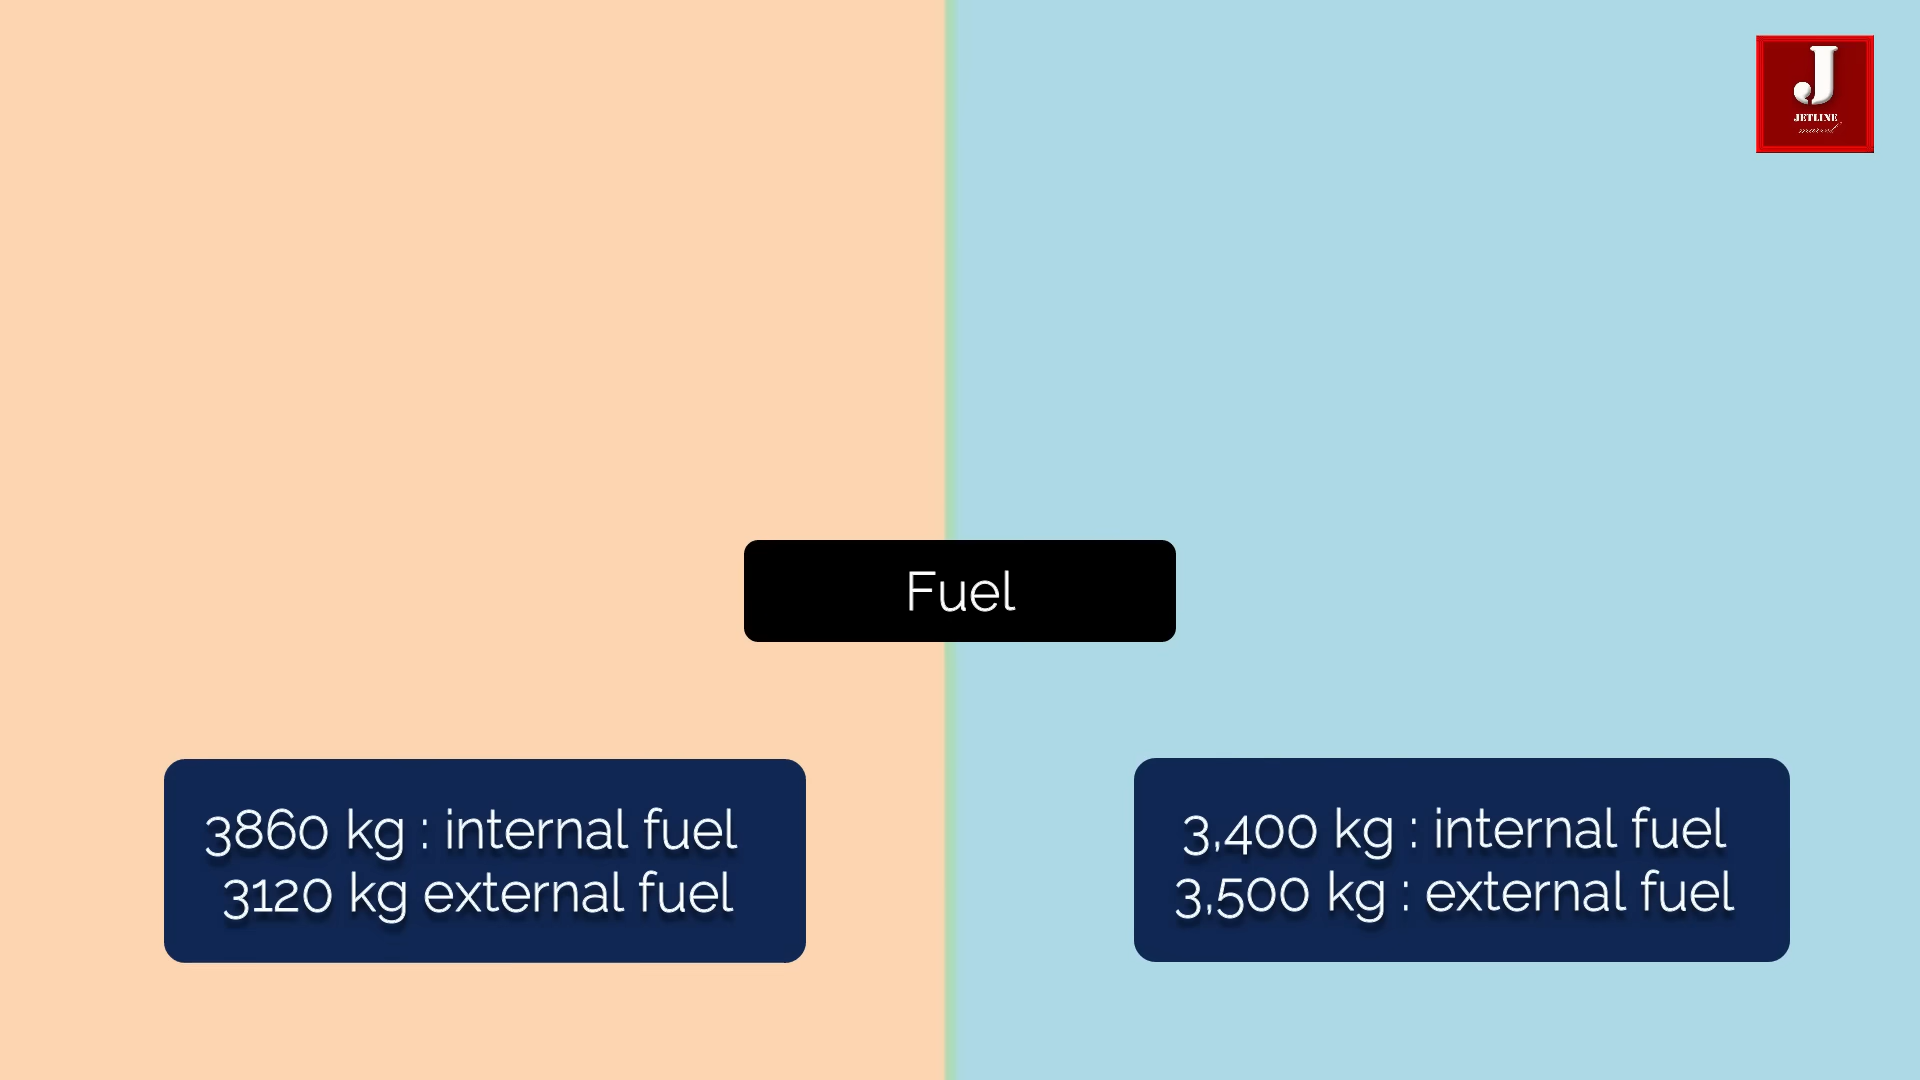 J
JETLINE
marvel
Fuel
3860 kg : internal fuel
3120 kg external fuel
3,400 kg : internal fuel
3,500 kg : external fuel